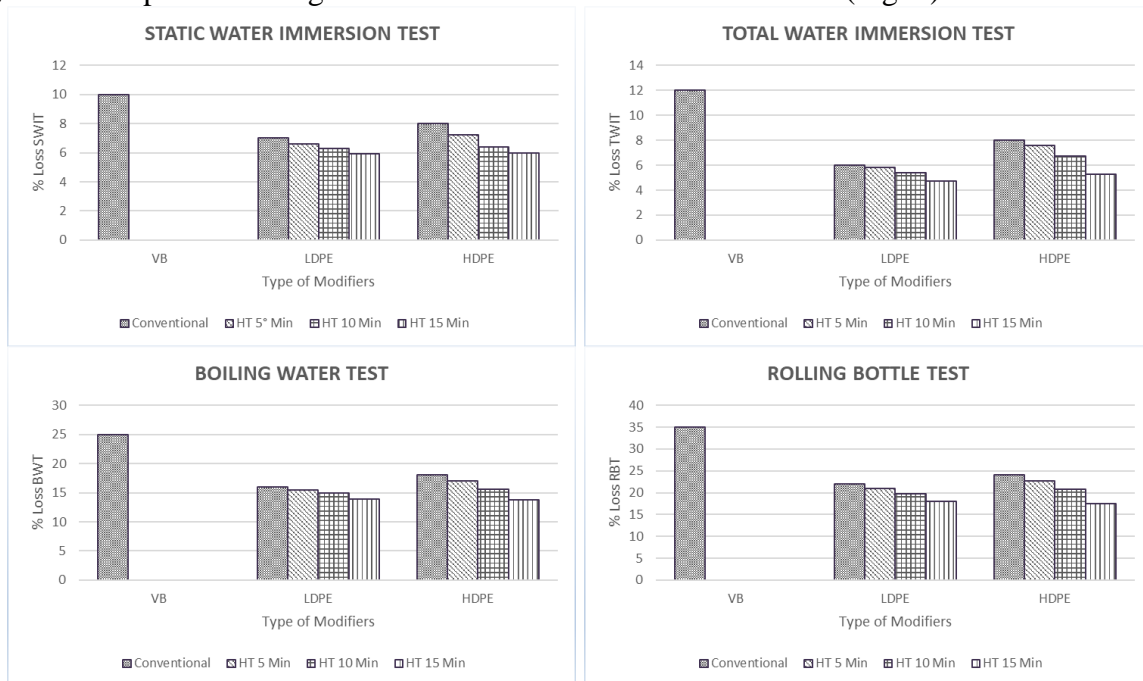 (Fig. 2)
STATIC WATER IMMERSION TEST
12
10
8
6
4
2
0
% Loss SWIT
VB LDPE HDPE
Type of Modifiers
Conventional HT 5° Min HT 10 Min HT 15 Min
TOTAL WATER IMMERSION TEST
14
12
10
8
6
4
2
0
% Loss TWIT
VB LDPE HDPE
Type of Modifiers
Conventional HT 5 Min HT 10 Min HT 15 Min
BOILING WATER TEST
30
25
20
15
10
5
0
% Loss BWT
VB LDPE HDPE
Type of Modifiers
Conventional HT 5 Min HT 10 Min HT 15 Min
ROLLING BOTTLE TEST
40
35
30
25
20
15
10
5
0
% Loss RBT
VB LDPE HDPE
Type of Modifiers
Conventional HT 5 Min HT 10 Min HT 15 Min